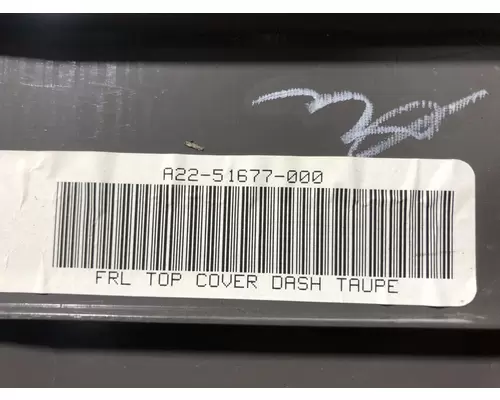 A22-51677-000
FRL TOP COVER DASH TAUPE